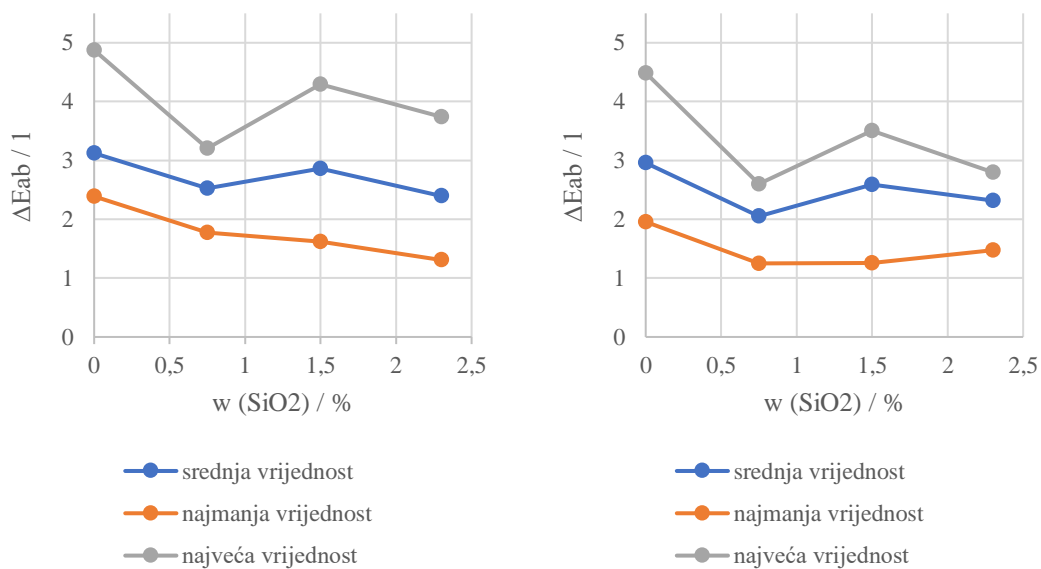 5
4
3
2
1
0
ΔEab / 1
0 0,5 1 1,5 2 2,5
w (SiO2) / %
srednja vrijednost
najmanja vrijednost
najveća vrijednost
5
4
3
2
1
0
ΔEab / 1
0 0,5 1 1,5 2 2,5
w (SiO2) / %
srednja vrijednost
najmanja vrijednost
najveća vrijednost